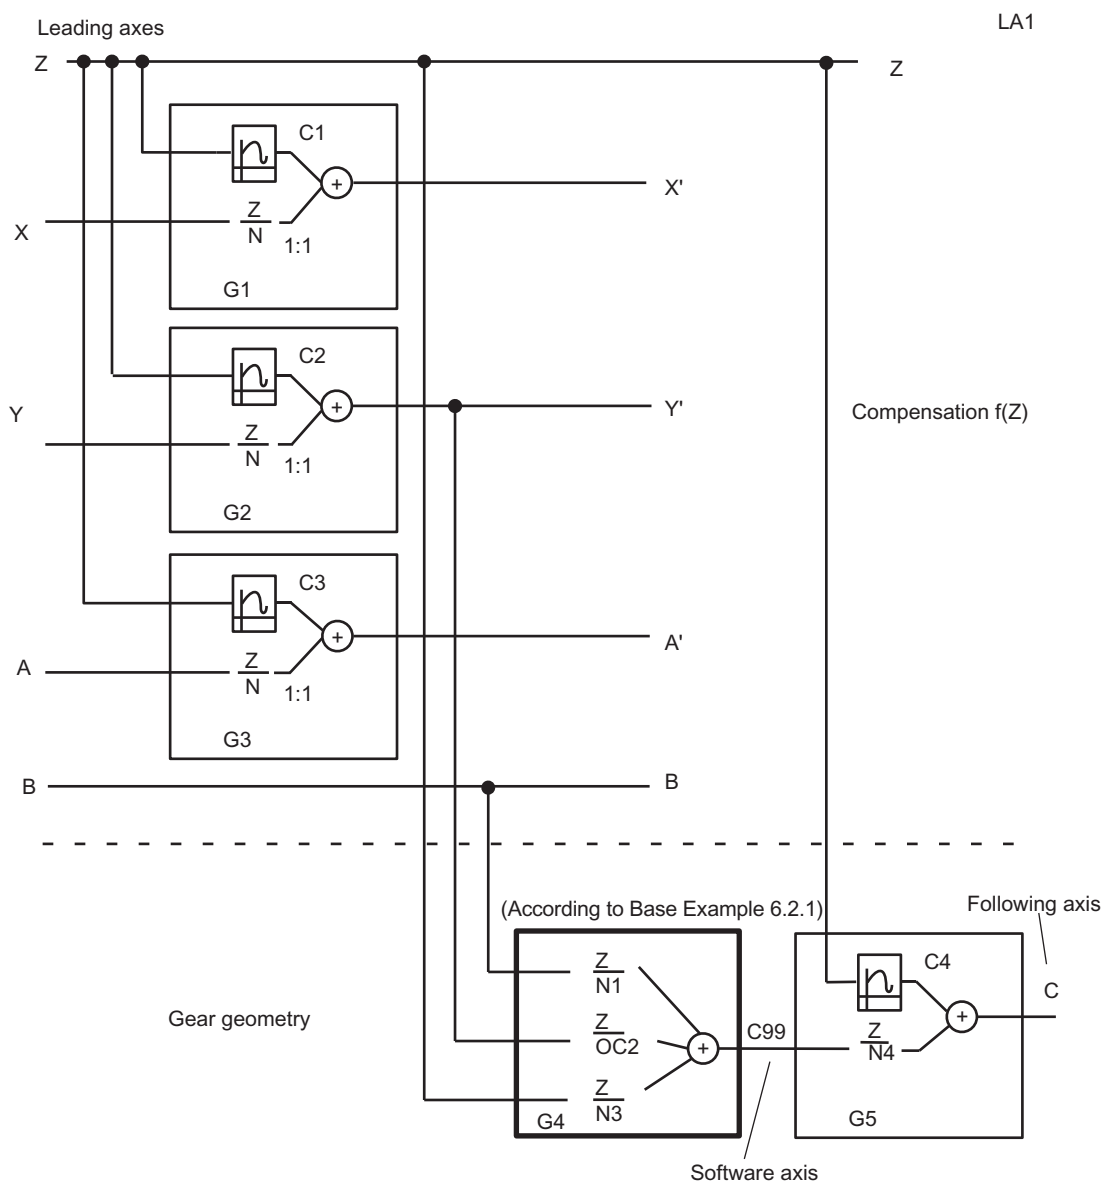 Leading axes
LA1
Z
Z
C1
+
X'
X
Z
N
1:1
G1
C2
+
Y'
Y
Compensation f(Z)
Z
N
1:1
G2
C3
+
A'
A
Z
N
1:1
G3
B
B
(According to Base Example 6.2.1)
Following axis
Z
N1
C4
C
+
Gear geometry
Z
OC2
+
C99
Z
N4
Z
N3
G4
G5
Software axis